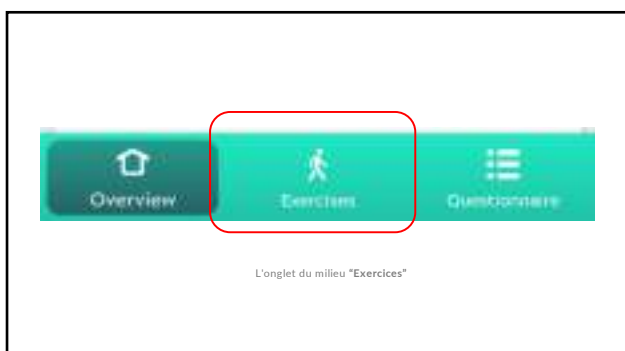 Overview
Exercises
Questionnaire
L'onglet du milieu "Exercices"